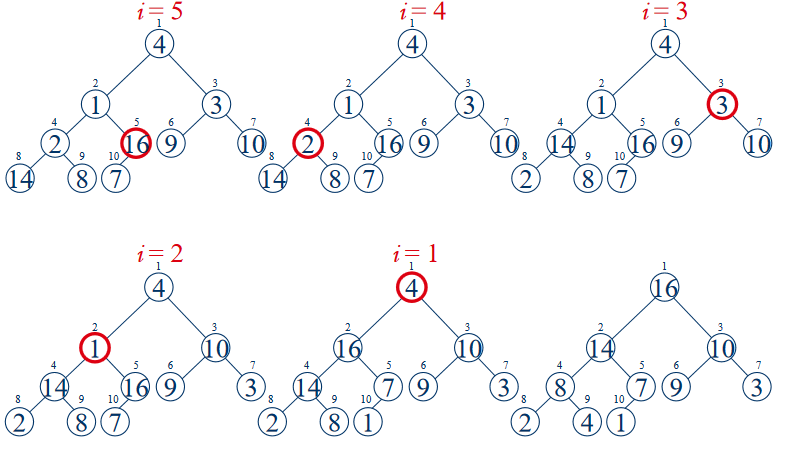 i = 5 i = 4 i = 3
1 1 1
4 4 4
2 3 2 3 2 3
1 3 1 3 1 3
4 5 6 7 4 5 6 7 4 5 6 7
2 16 9 10 2 16 9 10 14 16 9 10
8 9 10 8 9 10 8 9 10
14 8 7 14 8 7 2 8 7
i = 2 i = 1
1 1 1
4 4 16
2 3 2 3 2 3
1 10 16 10 14 10
4 5 6 7 4 5 6 7 4 5 6 7
14 16 9 3 14 7 9 3 8 7 9 3
8 9 10 8 9 10 8 9 10
2 8 7 2 8 1 2 4 1